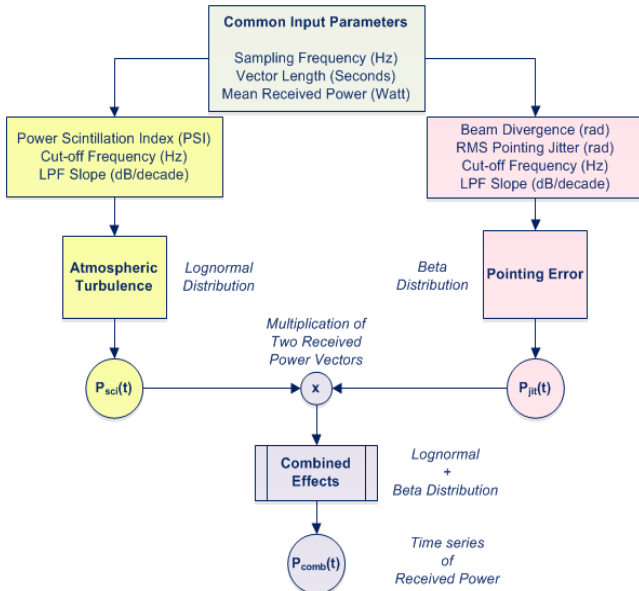 Common Input Parameters
Sampling Frequency (Hz)
Vector Length (Seconds)
Mean Received Power (Watt)
Power Scintillation Index (PSI)
Cut-off Frequency (Hz)
LPF Slope (dB/decade)
Beam Divergence (rad)
RMS Pointing Jitter (rad)
Cut-off Frequency (Hz)
LPF Slope (dB/decade)
Atmospheric
Turbulence
Lognormal
Distribution
Beta
Distribution
Pointing Error
Multiplication of
Two Received
Power Vectors
Psci(t)
x
Pjit(t)
Combined
Effects
Lognormal
+
Beta Distribution
Pcomb(t)
Time series
of
Received Power